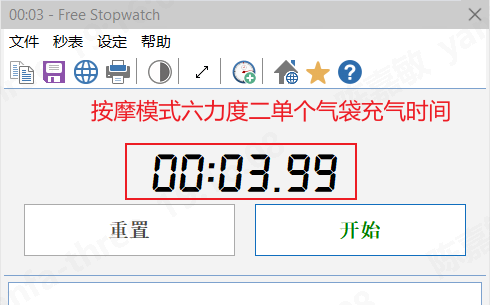 00:03 - Free Stopwatch
文件 秒表 设定 帮助
按摩模式六力度二单个气袋充气时间
00:03.99
重置 开始